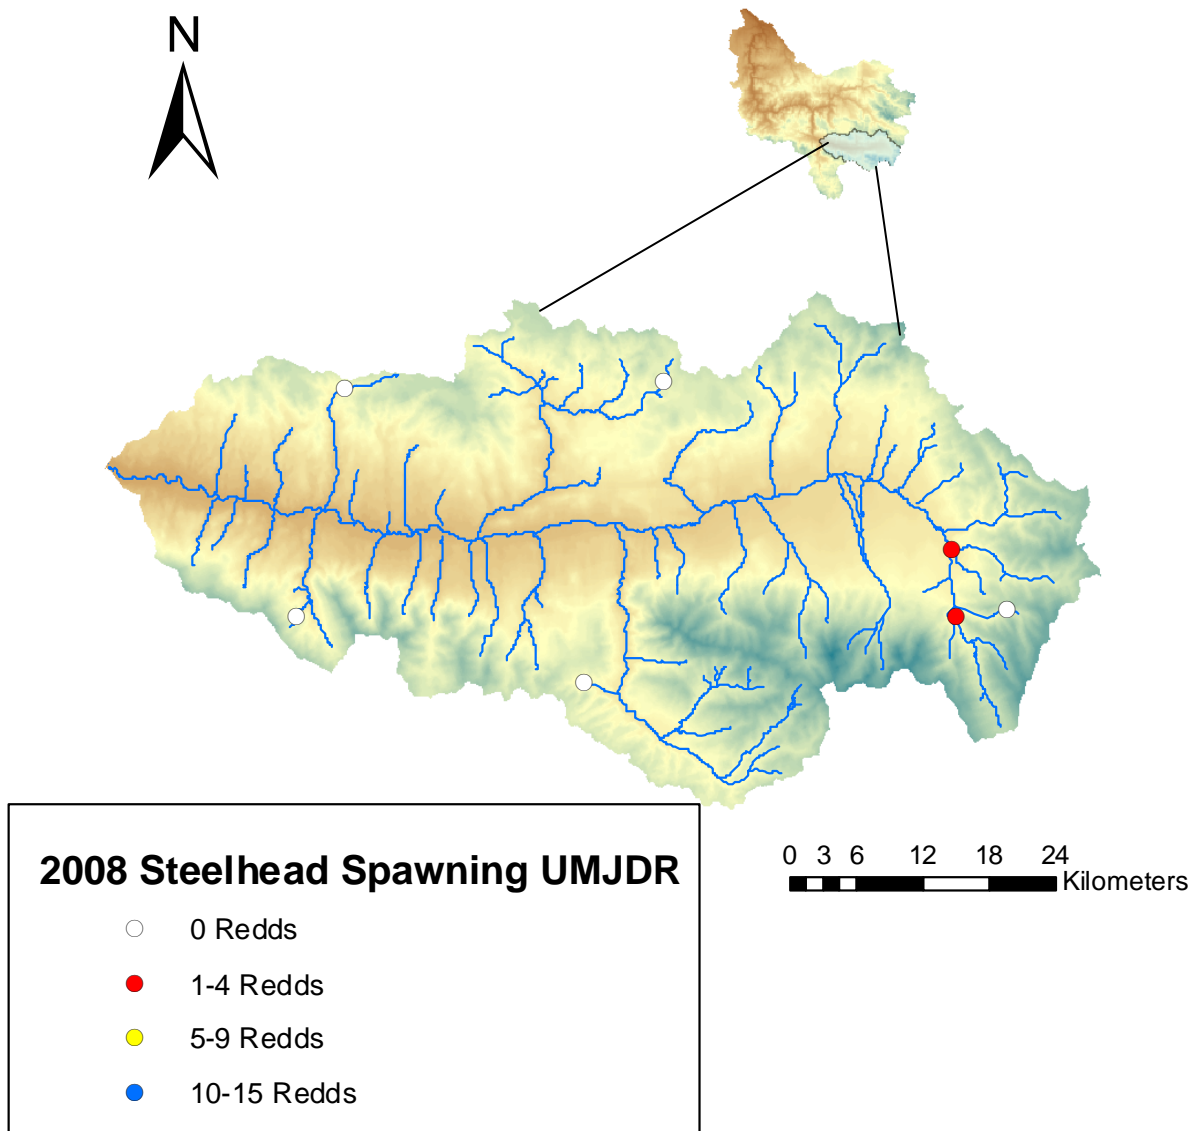 N
0 3 6 12 18 24
Kilometers
2008 Steelhead Spawning UMJDR
0 Redds
1-4 Redds
5-9 Redds
10-15 Redds